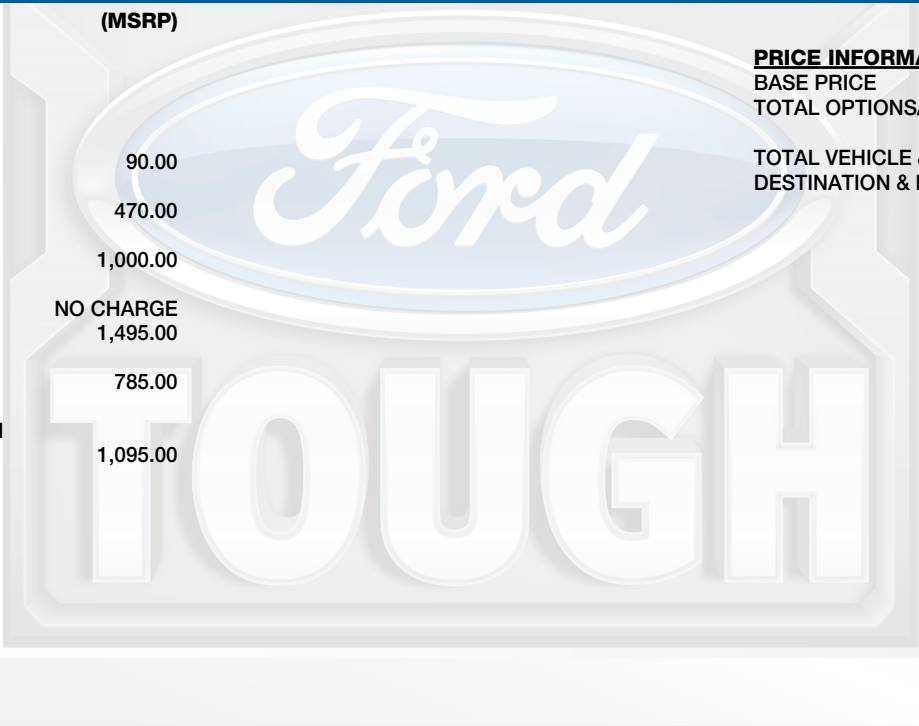 (MSRP)
90.00
470.00
1,000.00
NO CHARGE
1,495.00
785.00
1,095.00
PRICE INFORMA
BASE PRICE
TOTAL OPTIONS
TOTAL VEHICLE &
DESTINATION &
Ford
TOUGH